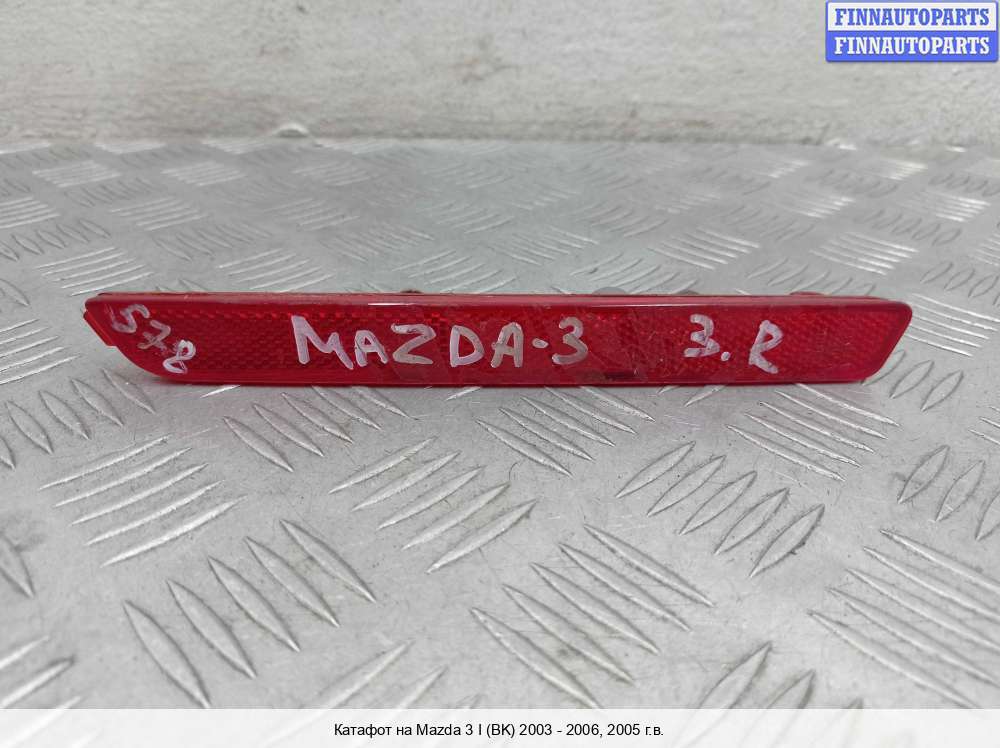 FINNAUTOPARTS
FINNAUTOPARTS
578 MAZDA-3 3.R
Катафот на Mazda 3 I (BK) 2003 - 2006, 2005 г.в.